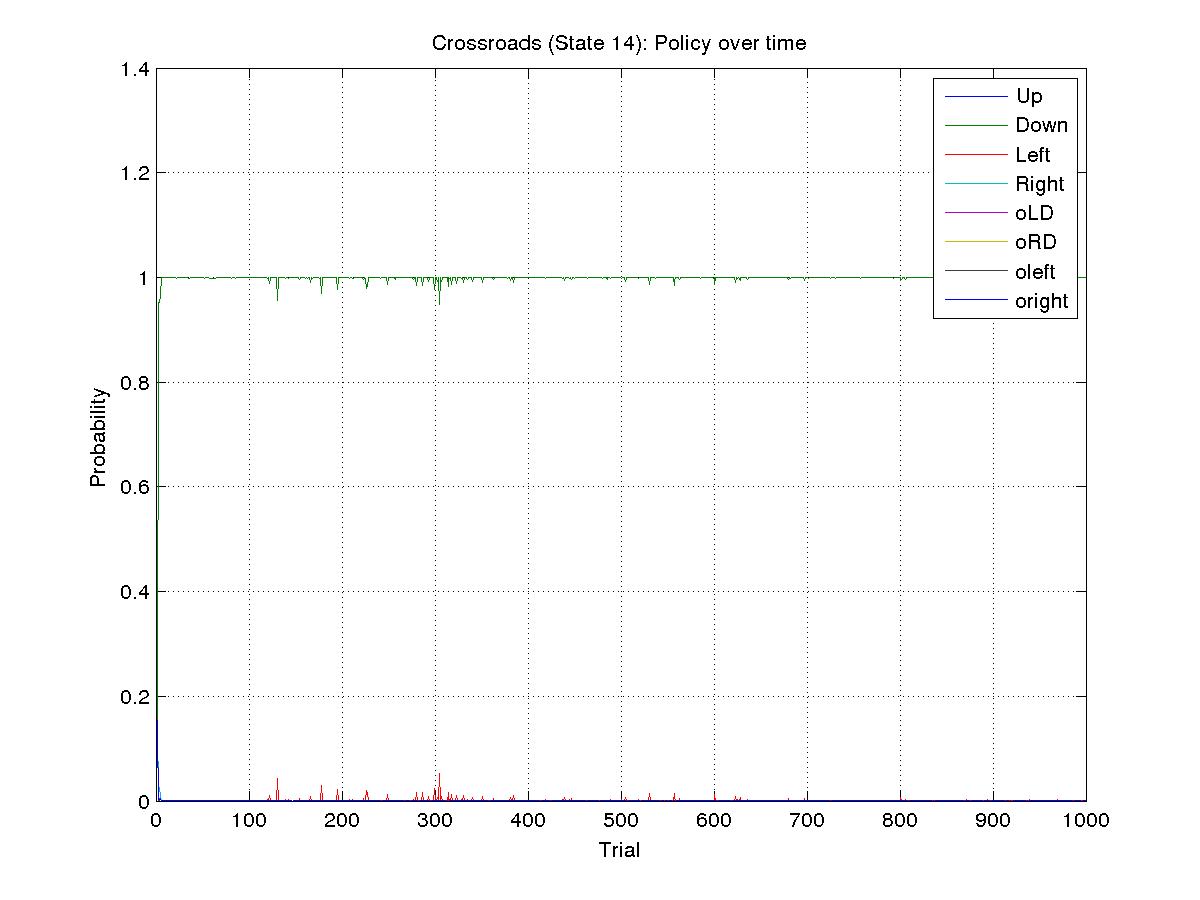 Crossroads (State 14): Policy over time
1.4
1.2
1
0.8
0.6
0.4
0.2
0
Probability
Up
Down
Left
Right
oLD
oRD
oleft
oright
0 100 200 300 400 500 600 700 800 900 1000
Trial